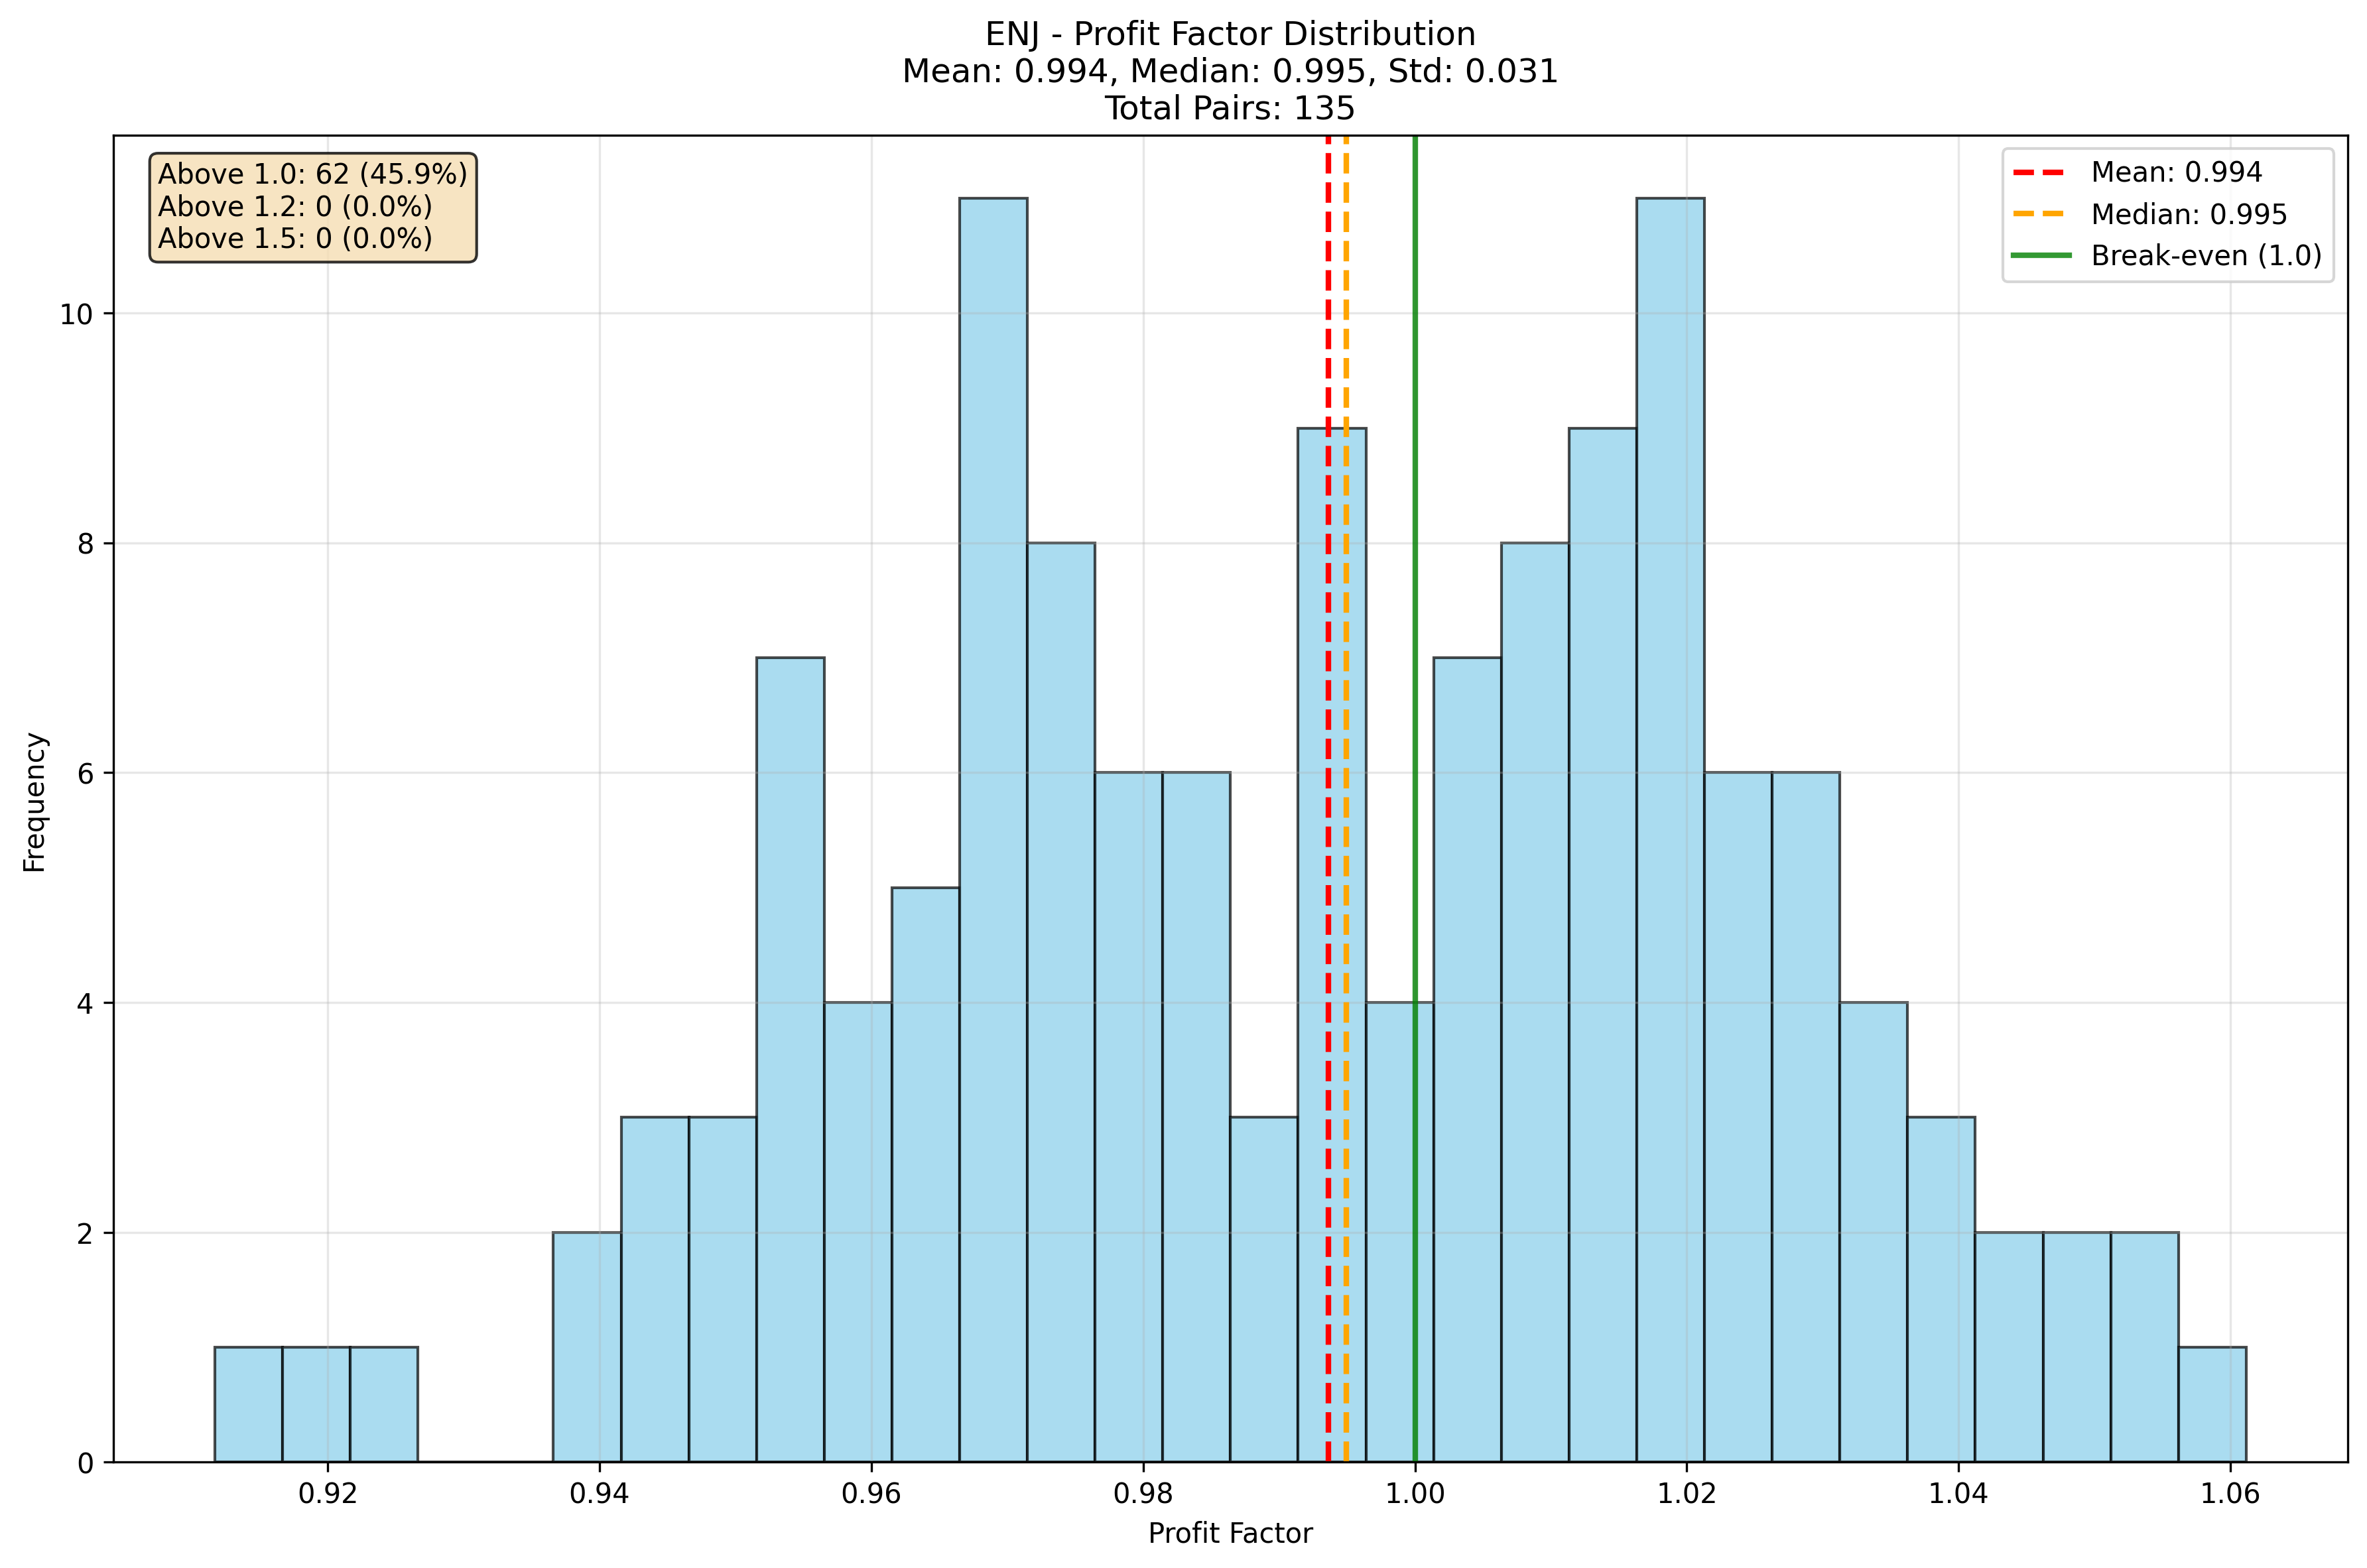 ENJ - Profit Factor Distribution
Mean: 0.994, Median: 0.995, Std: 0.031
Total Pairs: 135
Above 1.0: 62 (45.9%)
Above 1.2: 0 (0.0%)
Above 1.5: 0 (0.0%)
Mean: 0.994
Median: 0.995
Break-even (1.0)
Frequency
10
8
6
4
2
0
0.92 0.94 0.96 0.98 1.00 1.02 1.04 1.06
Profit Factor